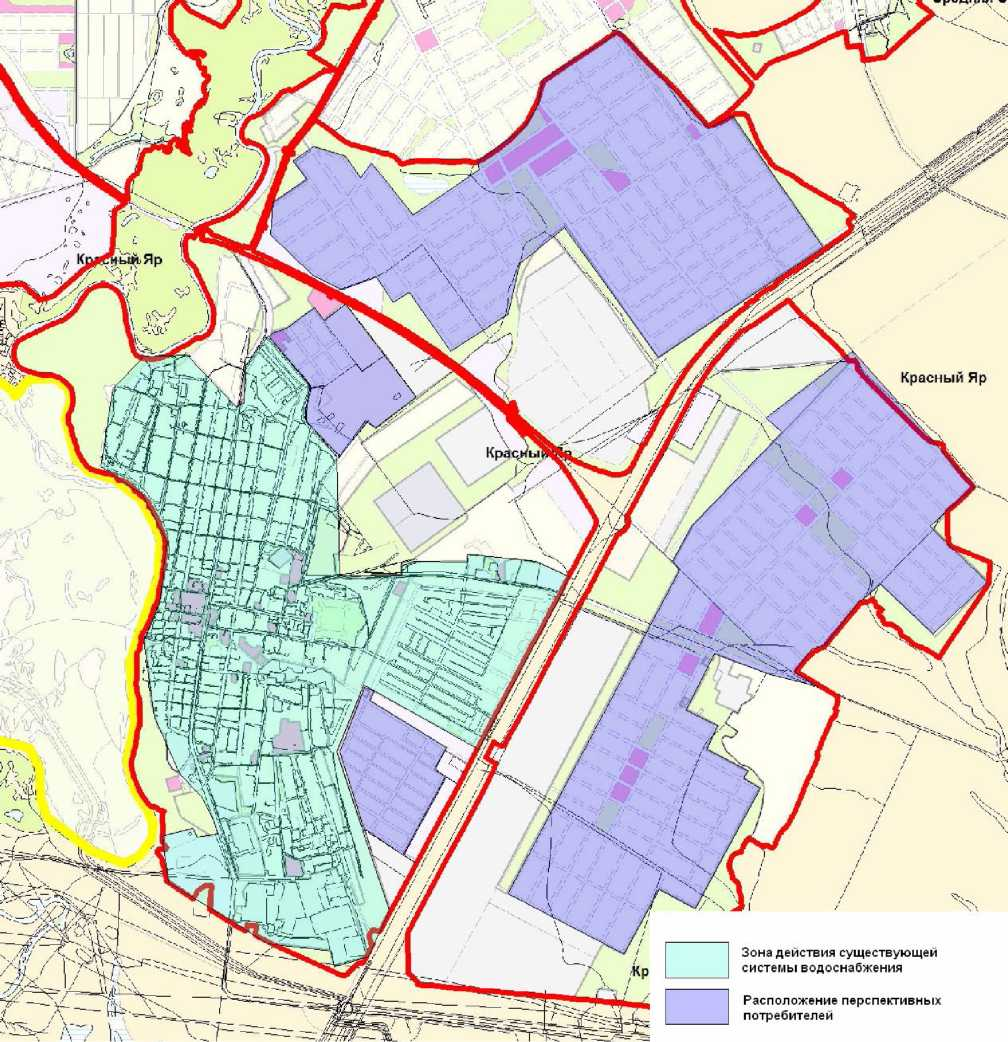 Красный Яр
Красный Яр
Красный Яр
Зона действия существующей
системы водоснабжения
Расположение перспективных
потребителей